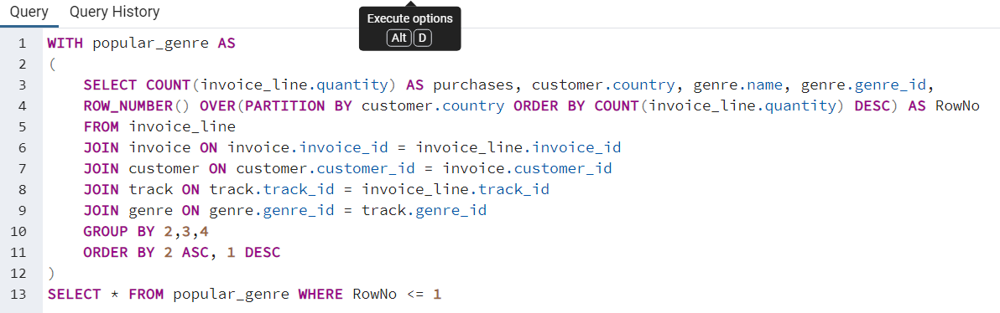 Query Query History
Execute options
Alt D
1 WITH popular_genre AS
2 (
3 SELECT COUNT(invoice_line.quantity) AS purchases, customer.country, genre.name, genre.genre_id,
4 ROW_NUMBER() OVER(PARTITION BY customer.country ORDER BY COUNT(invoice_line.quantity) DESC) AS RowNo
5 FROM invoice_line
6 JOIN invoice ON invoice.invoice_id = invoice_line.invoice_id
7 JOIN customer ON customer.customer_id = invoice.customer_id
8 JOIN track ON track.track_id = invoice_line.track_id
9 JOIN genre ON genre.genre_id = track.genre_id
10 GROUP BY 2,3,4
11 ORDER BY 2 ASC, 1 DESC
12 )
13 SELECT * FROM popular_genre WHERE RowNo <= 1